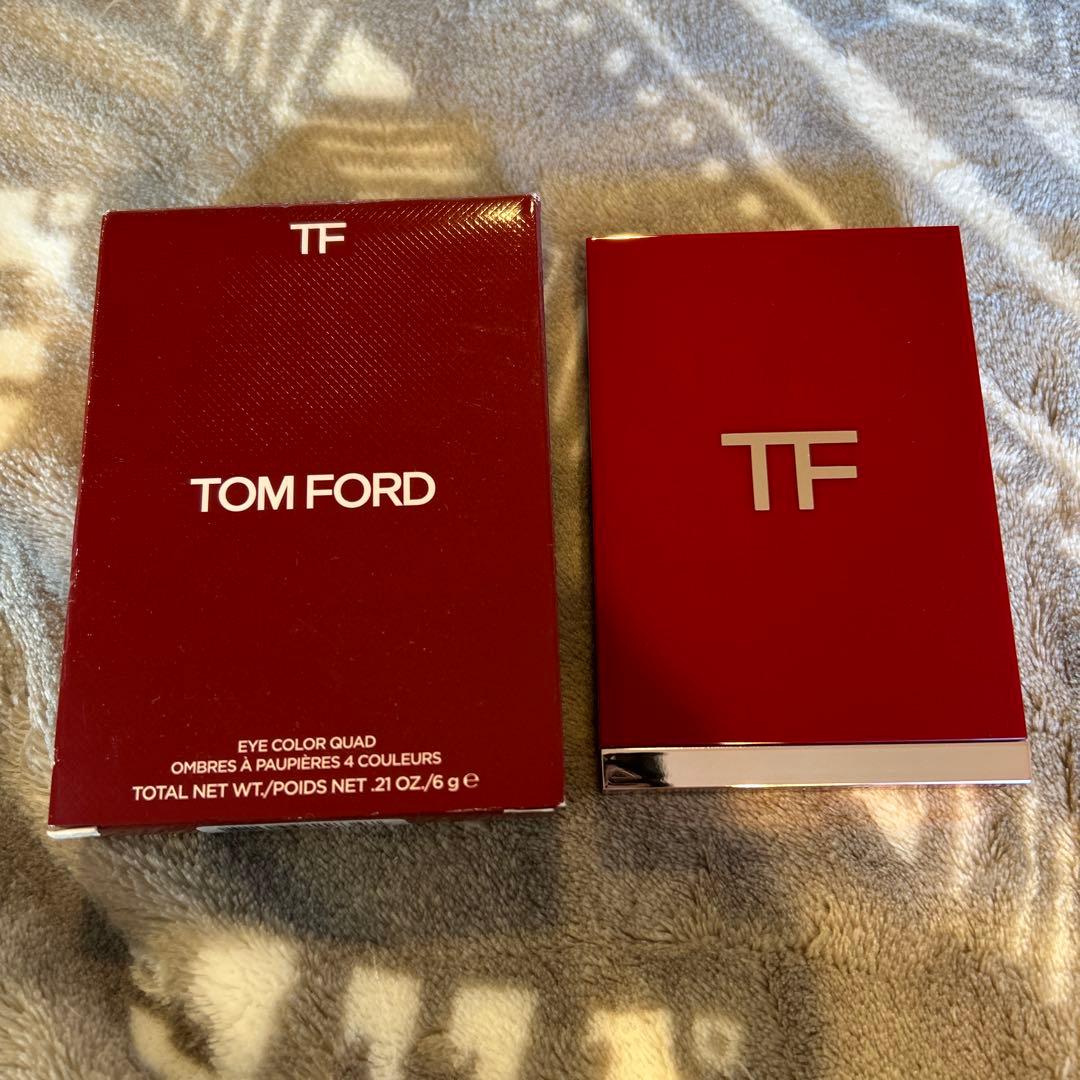 TF
TOM FORD
EYE COLOR QUAD
OMBRES À PAUPIÈRES 4 COULEURS
TOTAL NET WT./POIDS NET .21 OZ./6 g ℮
TF